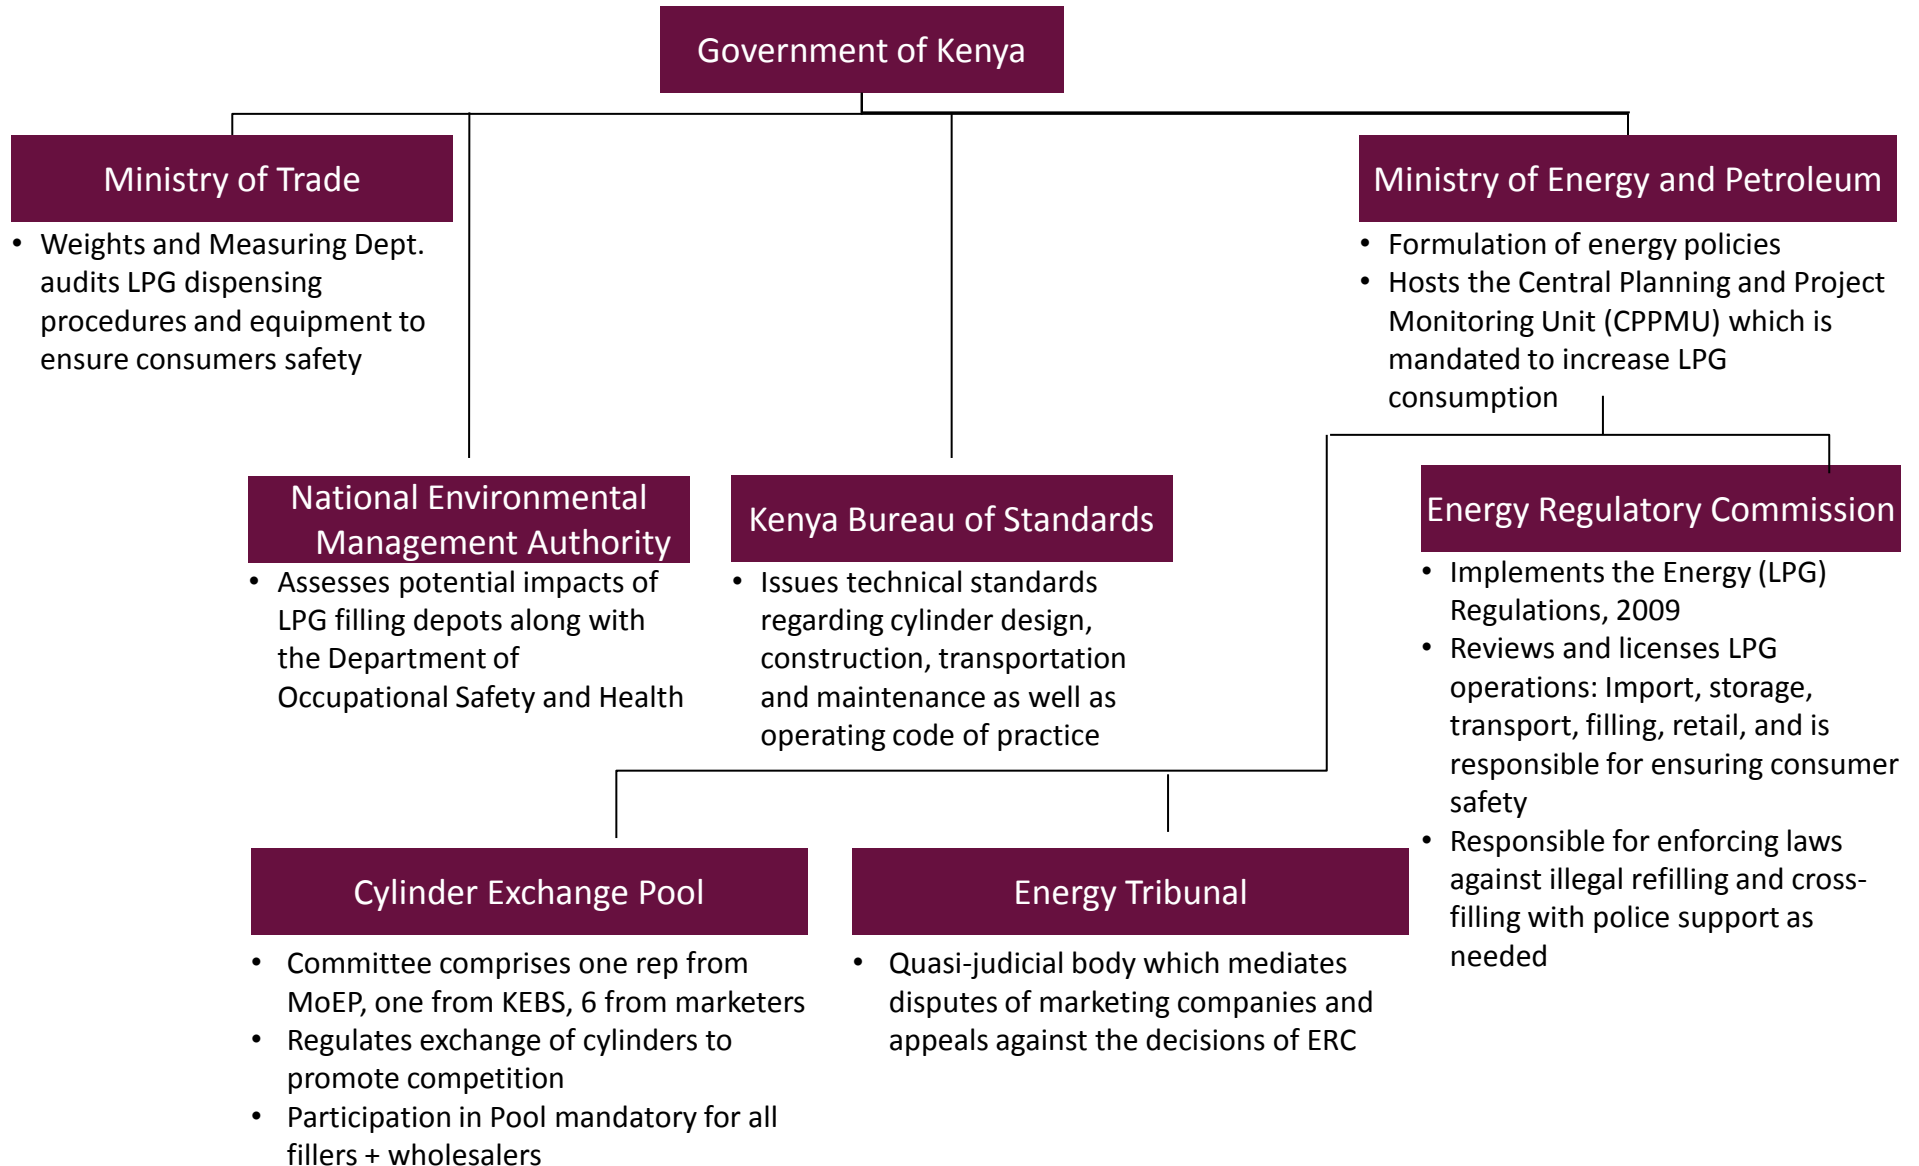 Government of Kenya
Ministry of Trade
• Weights and Measuring Dept.
audits LPG dispensing
procedures and equipment to
ensure consumers safety
Ministry of Energy and Petroleum
• Formulation of energy policies
• Hosts the Central Planning and Project
Monitoring Unit (CPPMU) which is
mandated to increase LPG
consumption
National Environmental
Management Authority
• Assesses potential impacts of
LPG filling depots along with
the Department of
Occupational Safety and Health
Kenya Bureau of Standards
• Issues technical standards
regarding cylinder design,
construction, transportation
and maintenance as well as
operating code of practice
Energy Regulatory Commission
• Implements the Energy (LPG)
Regulations, 2009
• Reviews and licenses LPG
operations: Import, storage,
transport, filling, retail, and is
responsible for ensuring consumer
safety
• Responsible for enforcing laws
against illegal refilling and cross-
filling with police support as
needed
Cylinder Exchange Pool
• Committee comprises one rep from
MoEP, one from KEBS, 6 from marketers
• Regulates exchange of cylinders to
promote competition
• Participation in Pool mandatory for all
fillers + wholesalers
Energy Tribunal
• Quasi-judicial body which mediates
disputes of marketing companies and
appeals against the decisions of ERC